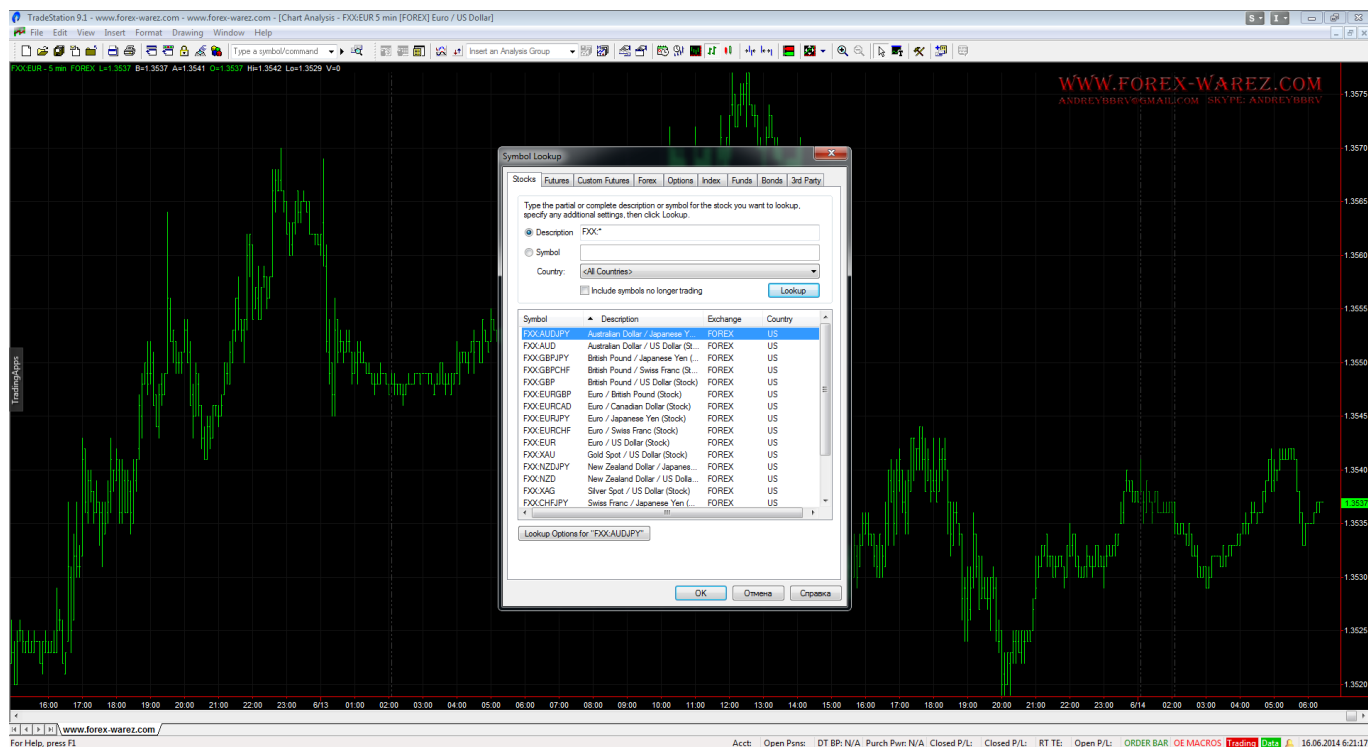 TradeStation 9.1 - www.forex-warez.com - www.forex-warez.com - [Chart Analysis - FXX:EUR 5 min [FOREX] Euro / US Dollar]
S - I -
File Edit View Insert Format Drawing Window Help
Type a symbol/command Insert an Analysis Group
FXX:EUR - 5 min FOREX L=1.3537 B=1.3537 A=1.3541 O=1.3537 Hi=1.3542 Lo=1.3529 V=0
WWW.FOREX-WAREZ.COM
ANDREYBBRV@GMAIL.COM SKYPE: ANDREYBBRV
1.3575
1.3570
1.3565
1.3560
1.3555
1.3550
1.3545
1.3540
1.3537
1.3535
1.3530
1.3525
1.3520
TradingApps
Symbol Lookup
Stocks Futures Custom Futures Forex Options Index Funds Bonds 3rd Party
Type the partial or complete description or symbol for the stock you want to lookup,
specify any additional settings, then click Lookup.
Description FXX:*
Symbol
Country: <All Countries>
Include symbols no longer trading Lookup
Symbol Description Exchange Country
FXX:AUDJPY Australian Dollar / Japanese Y... FOREX US
FXX:AUD Australian Dollar / US Dollar (St... FOREX US
FXX:GBPJPY British Pound / Japanese Yen (... FOREX US
FXX:GBPCHF British Pound / Swiss Franc (St... FOREX US
FXX:GBP British Pound / US Dollar (Stock) FOREX US
FXX:EURGBP Euro / British Pound (Stock) FOREX US
FXX:EURCAD Euro / Canadian Dollar (Stock) FOREX US
FXX:EURJPY Euro / Japanese Yen (Stock) FOREX US
FXX:EURCHF Euro / Swiss Franc (Stock) FOREX US
FXX:EUR Euro / US Dollar (Stock) FOREX US
FXX:XAU Gold Spot / US Dollar (Stock) FOREX US
FXX:NZDJPY New Zealand Dollar / Japanes... FOREX US
FXX:NZD New Zealand Dollar / US Dolla... FOREX US
FXX:XAG Silver Spot / US Dollar (Stock) FOREX US
FXX:CHFJPY Swiss Franc / Japanese Yen (... FOREX US
Lookup Options for "FXX:AUDJPY"
OK Отмена Справка
16:00 17:00 18:00 19:00 20:00 21:00 22:00 23:00 6/13 01:00 02:00 03:00 04:00 05:00 06:00 07:00 08:00 09:00 10:00 11:00 12:00 13:00 14:00 15:00 16:00 17:00 18:00 19:00 20:00 21:00 22:00 23:00 6/14 02:00 03:00 04:00 05:00 06:00
www.forex-warez.com
For Help, press F1 Acct: Open Psns: DT BP: N/A Purch Pwr: N/A Closed P/L: Closed P/L: RT TE: Open P/L: ORDER BAR OE MACROS Trading Data 16.06.2014 6:21:17